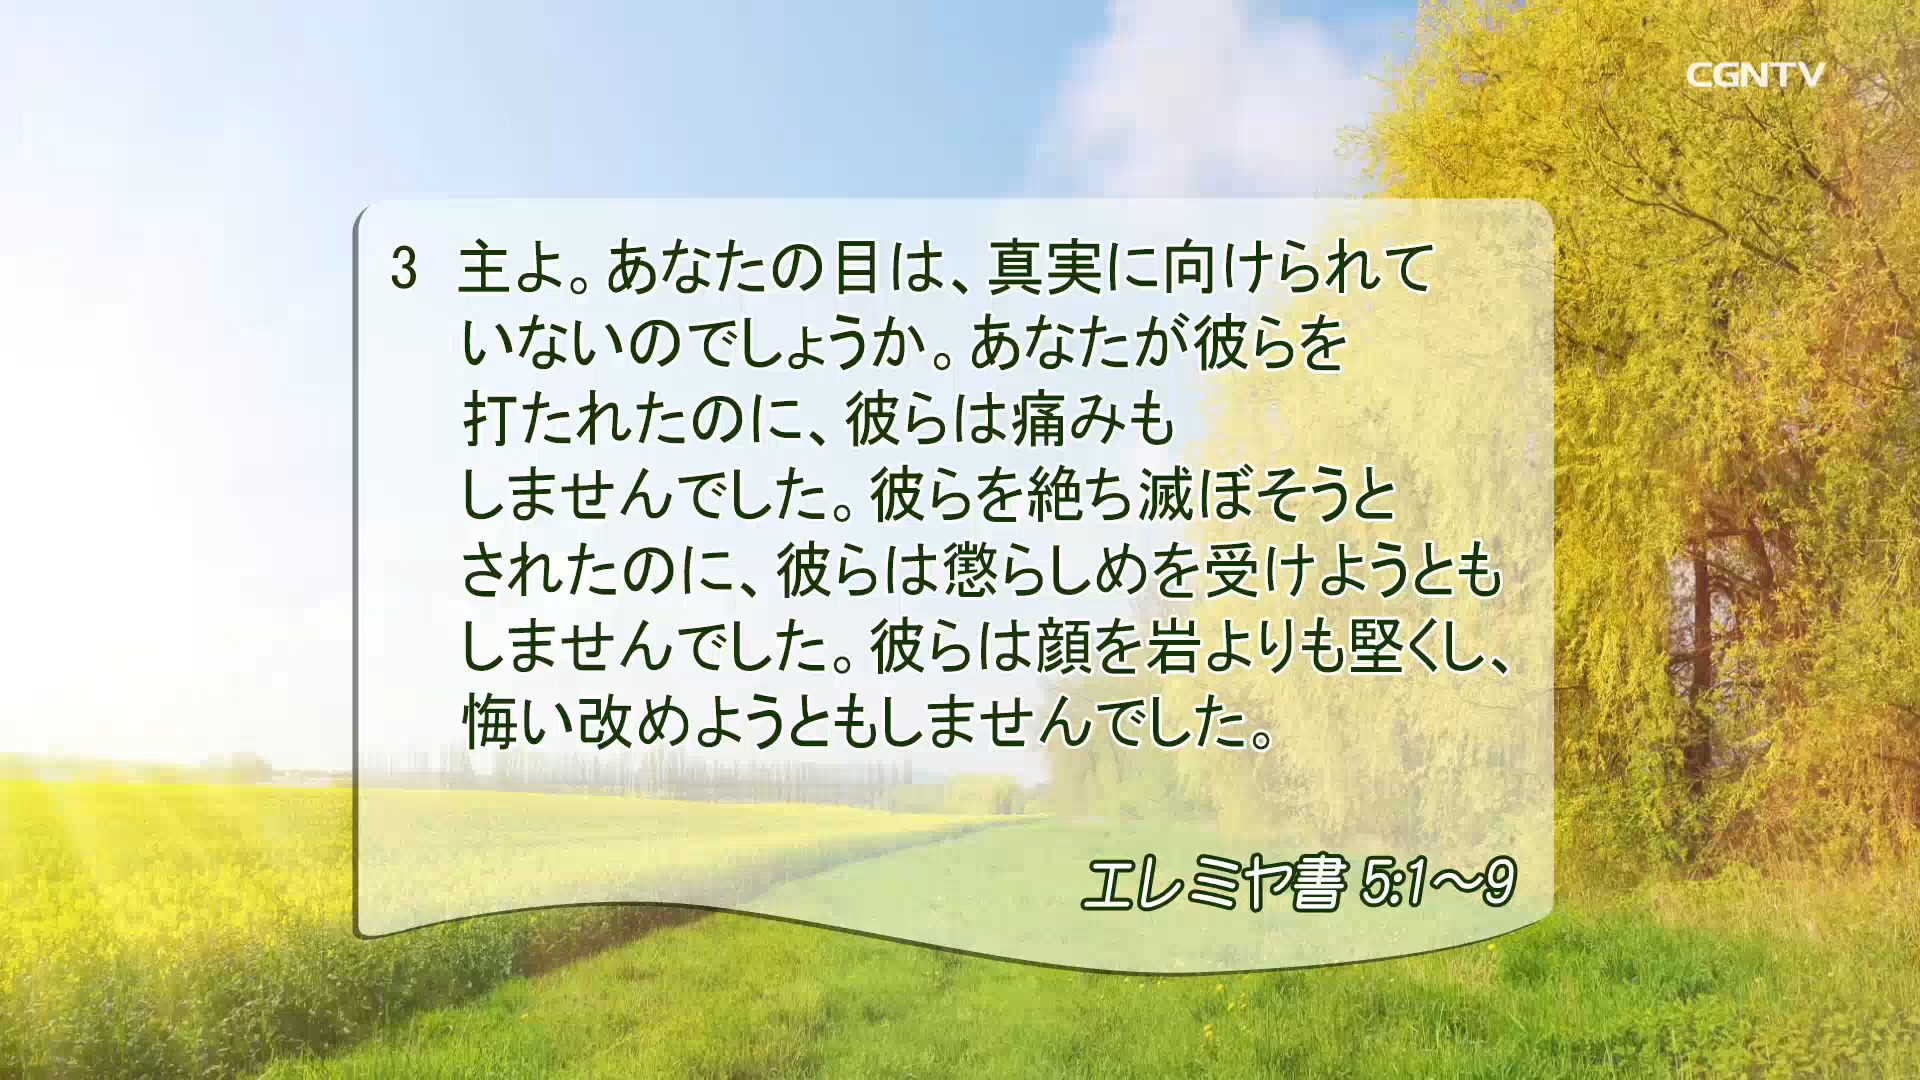 CGNTV
3 主よ。あなたの目は、真実に向けられて
いないのでしょうか。あなたが彼らを
打たれたのに、彼らは痛みも
しませんでした。彼らを絶ち滅ぼそうと
されたのに、彼らは懲らしめを受けようとも
しませんでした。彼らは顔を岩よりも堅くし、
悔い改めようともしませんでした。
エレミヤ書 5:1～9